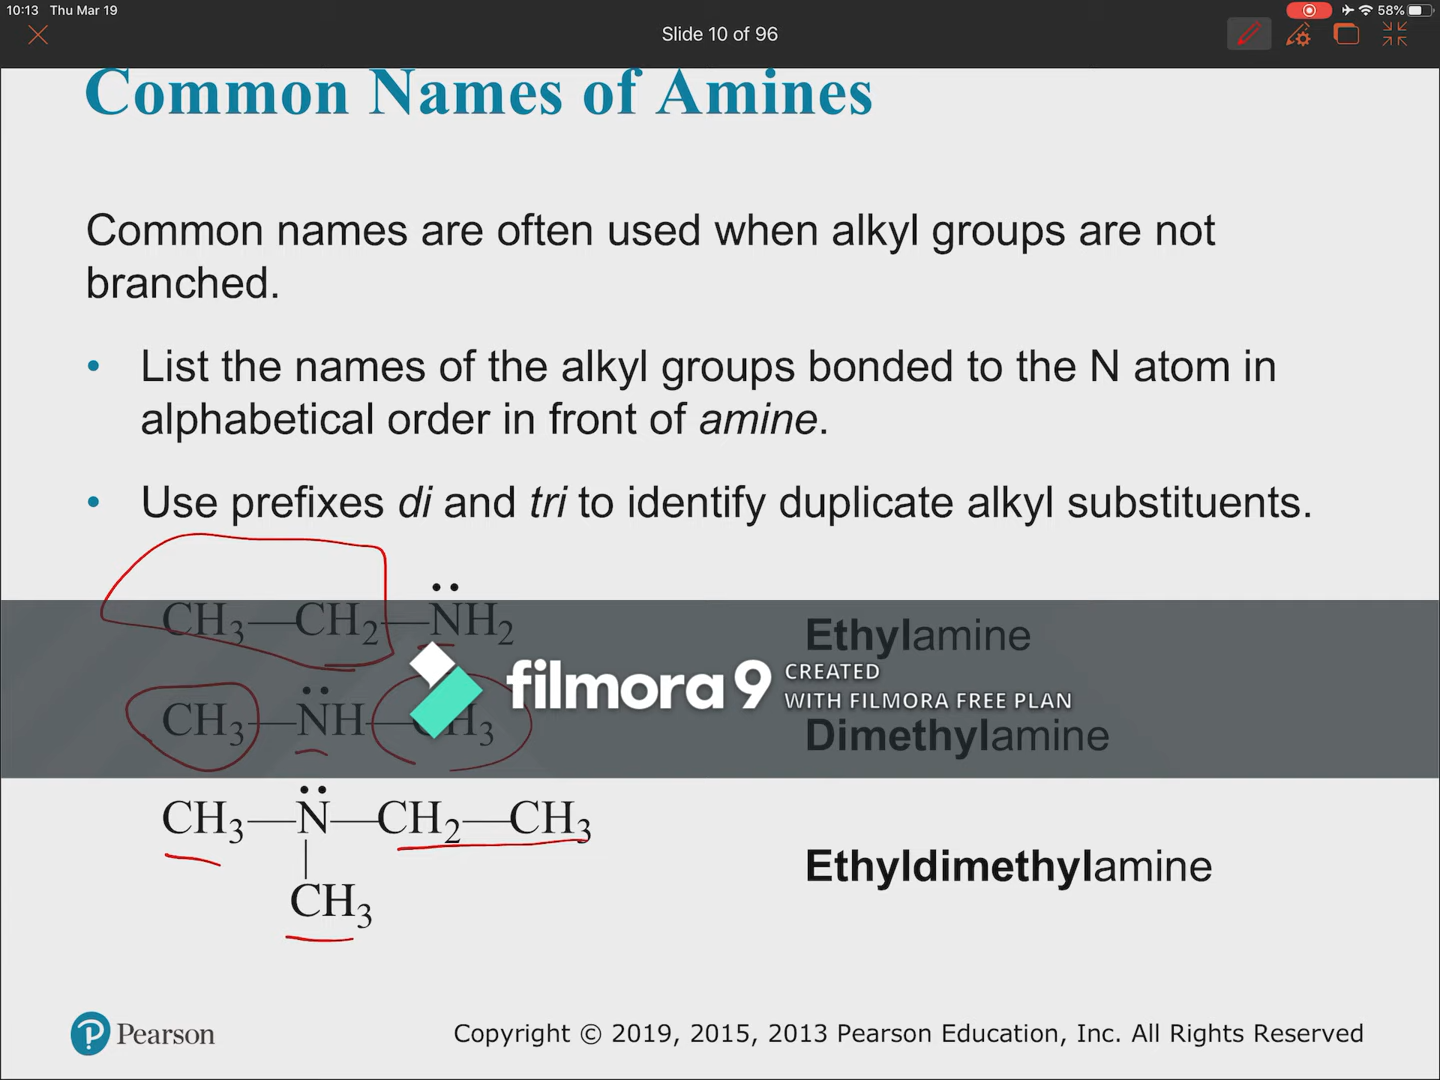 10:13 Thu Mar 19
58%
Slide 10 of 96
Common Names of Amines
Common names are often used when alkyl groups are not
branched.
• List the names of the alkyl groups bonded to the N atom in
alphabetical order in front of amine.
• Use prefixes di and tri to identify duplicate alkyl substituents.
CH₃—CH₂—N̈H₂ Ethylamine
filmora9 CREATED
WITH FILMORA FREE PLAN
CH₃—N̈H—CH₃ Dimethylamine
CH₃—N̈—CH₂—CH₃
|
CH₃
Ethyldimethylamine
P Pearson
Copyright © 2019, 2015, 2013 Pearson Education, Inc. All Rights Reserved